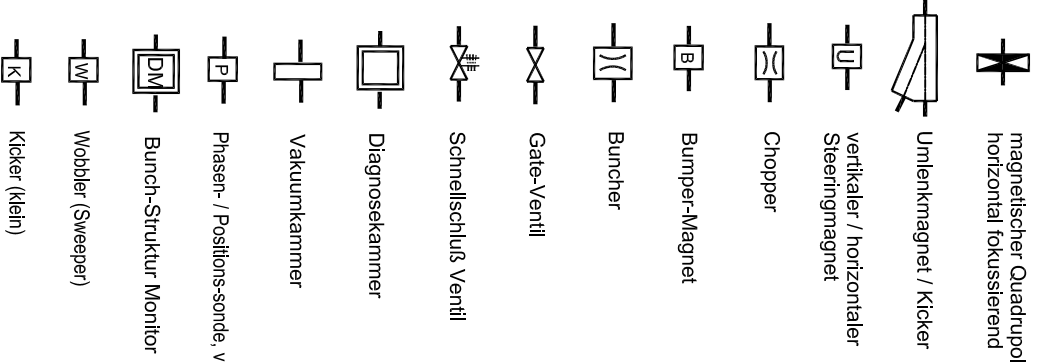 magnetischer Quadrupol
horizontal fokussierend
Umlenkmagnet / Kicker
U
vertikaler / horizontaler
Steeringmagnet
Chopper
B
Bumper-Magnet
Buncher
Gate-Ventil
Schnellschluß Ventil
Diagnosekammer
Vakuumkammer
P
Phasen- / Positions-sonde, v
DM
Bunch-Struktur Monitor
W
Wobbler (Sweeper)
K
Kicker (klein)